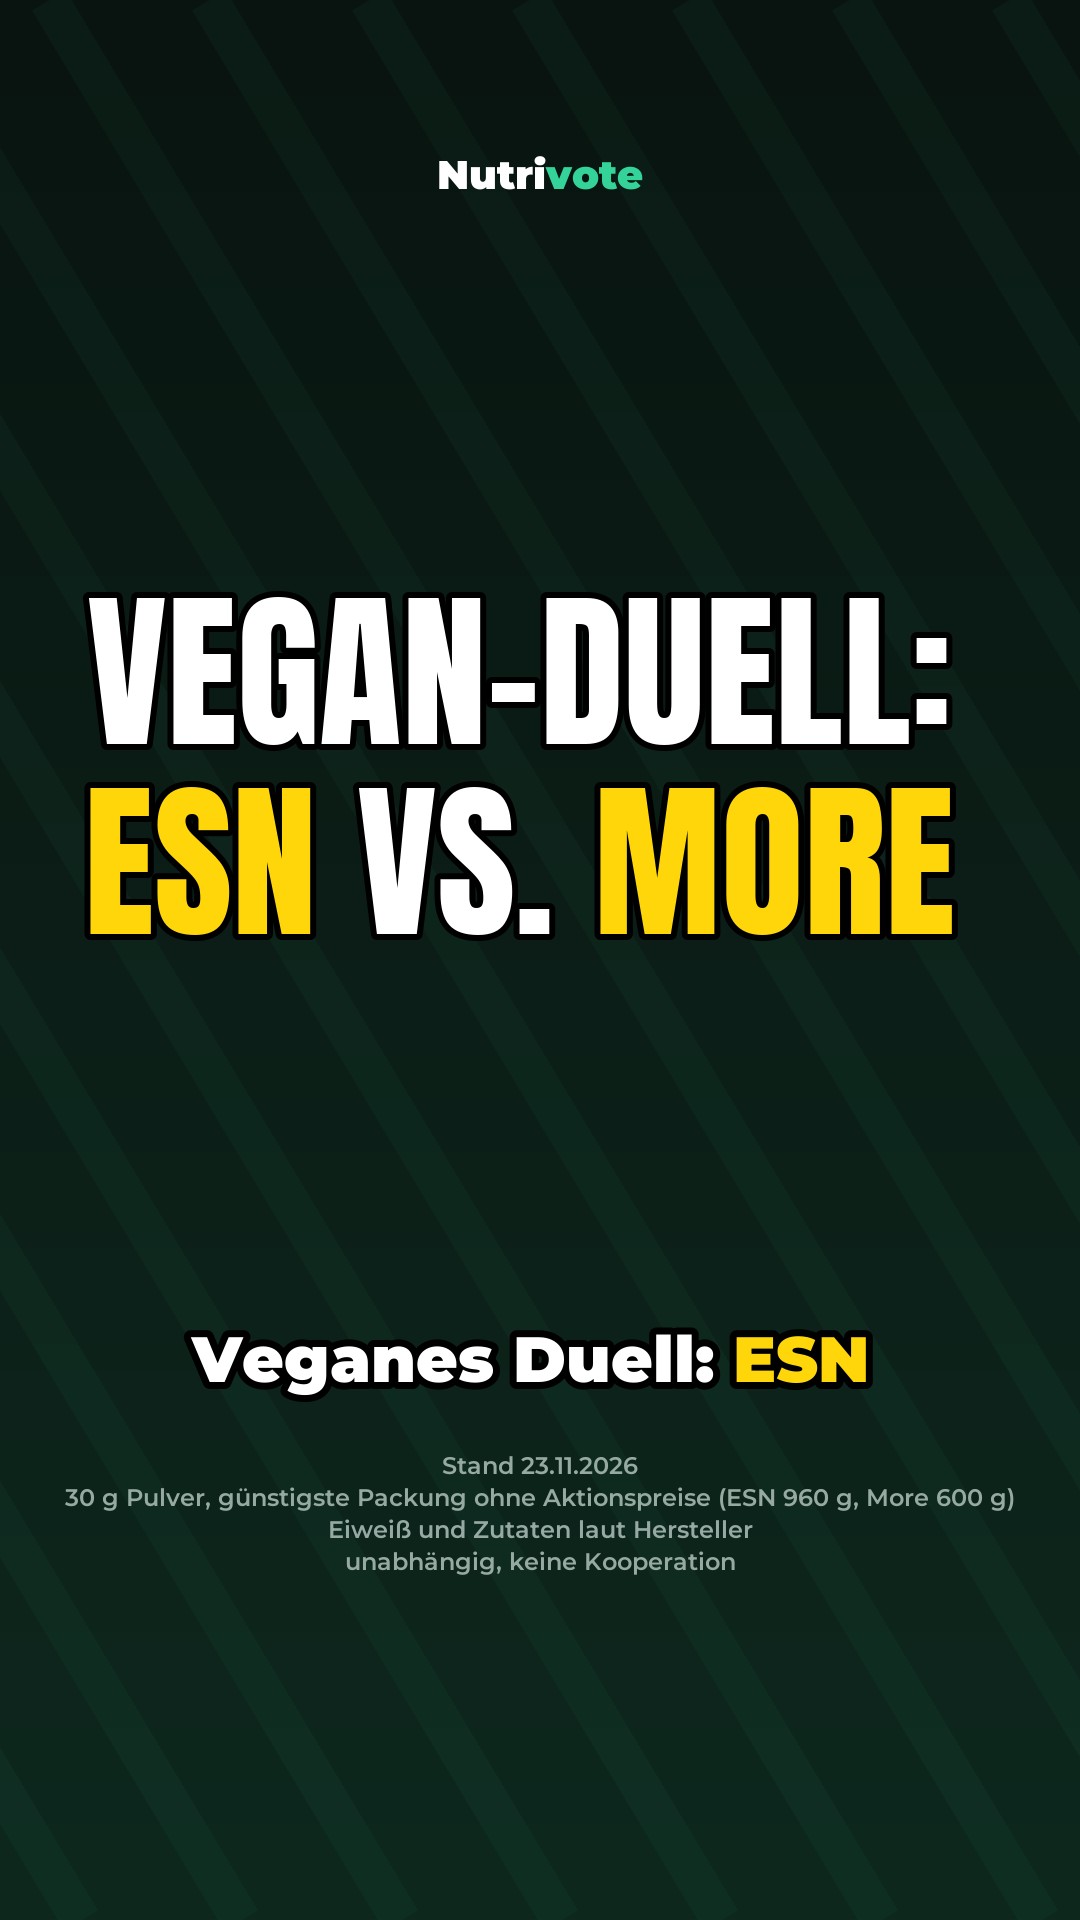 Nutrivote
VEGAN-DUELL:
ESN VS. MORE
Veganes Duell: ESN
Stand 23.11.2026
30 g Pulver, günstigste Packung ohne Aktionspreise (ESN 960 g, More 600 g)
Eiweiß und Zutaten laut Hersteller
unabhängig, keine Kooperation